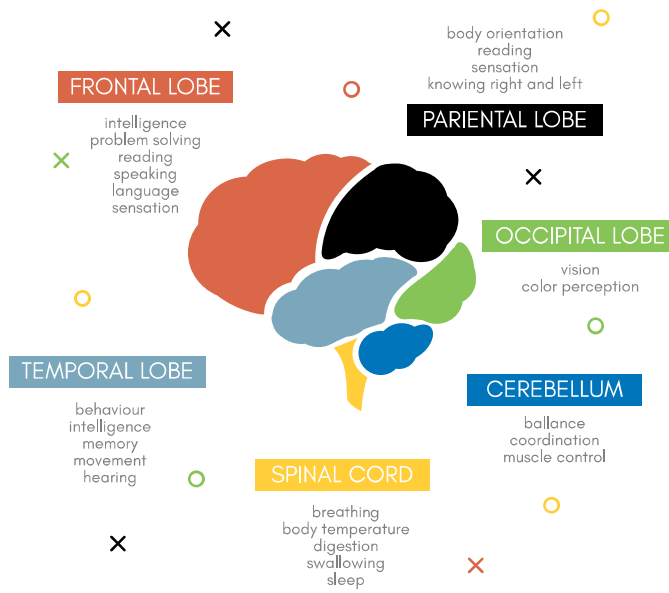 FRONTAL LOBE
intelligence
problem solving
reading
speaking
language
sensation
body orientation
reading
sensation
knowing right and left
PARIENTAL LOBE
OCCIPITAL LOBE
vision
color perception
TEMPORAL LOBE
behaviour
intelligence
memory
movement
hearing
CEREBELLUM
ballance
coordination
muscle control
SPINAL CORD
breathing
body temperature
digestion
swallowing
sleep